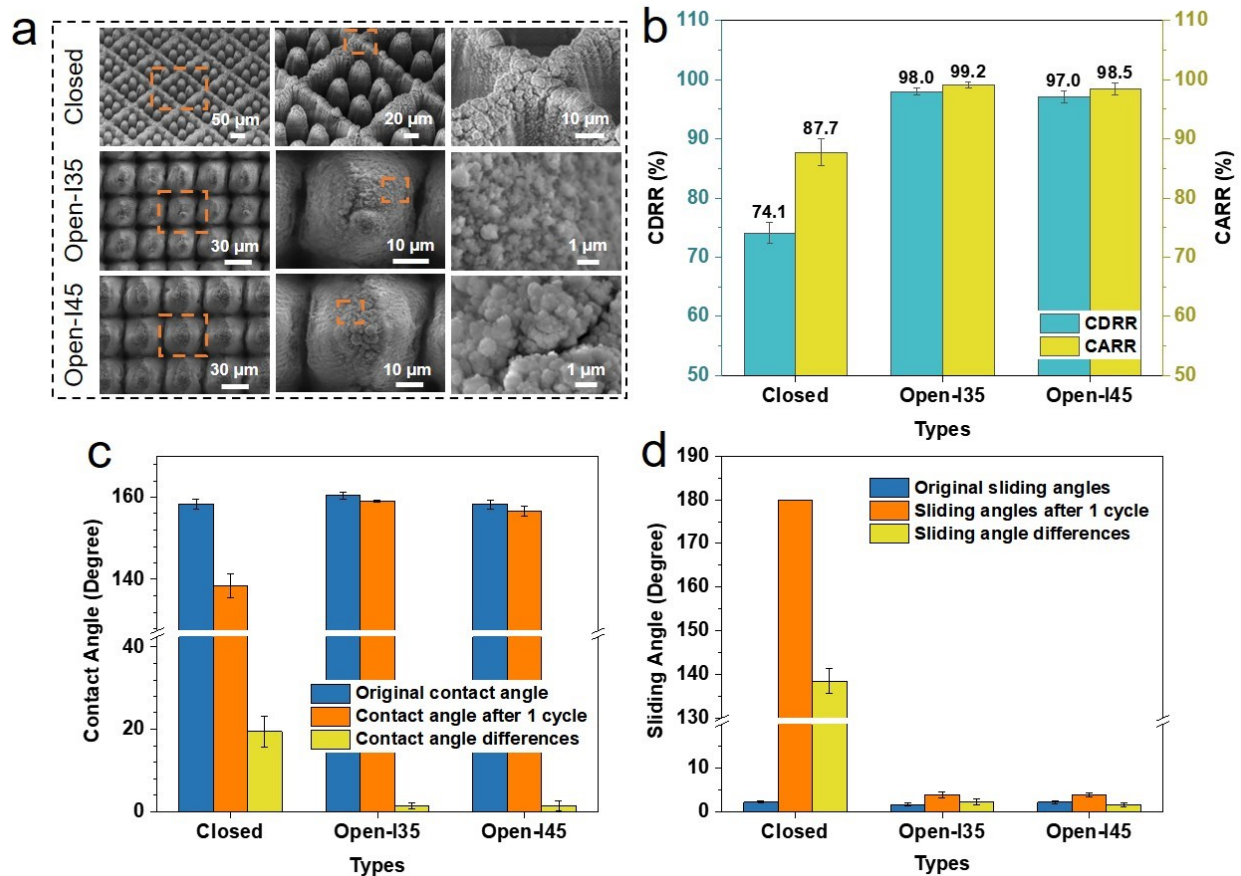 a
Closed
50 µm
20 µm
10 µm
Open-I35
30 µm
10 µm
1 µm
Open-I45
30 µm
10 µm
1 µm
b
CDRR (%)
110
100
90
80
70
60
50
74.1
87.7
98.0
99.2
97.0
98.5
CDRR
CARR
110
100
90
80
70
60
50
CARR (%)
Closed
Open-I35
Open-I45
Types
c
Contact Angle (Degree)
160
140
40
20
0
Original contact angle
Contact angle after 1 cycle
Contact angle differences
Closed
Open-I35
Open-I45
Types
d
Sliding Angle (Degree)
190
180
170
160
150
140
130
10
0
Original sliding angles
Sliding angles after 1 cycle
Sliding angle differences
Closed
Open-I35
Open-I45
Types